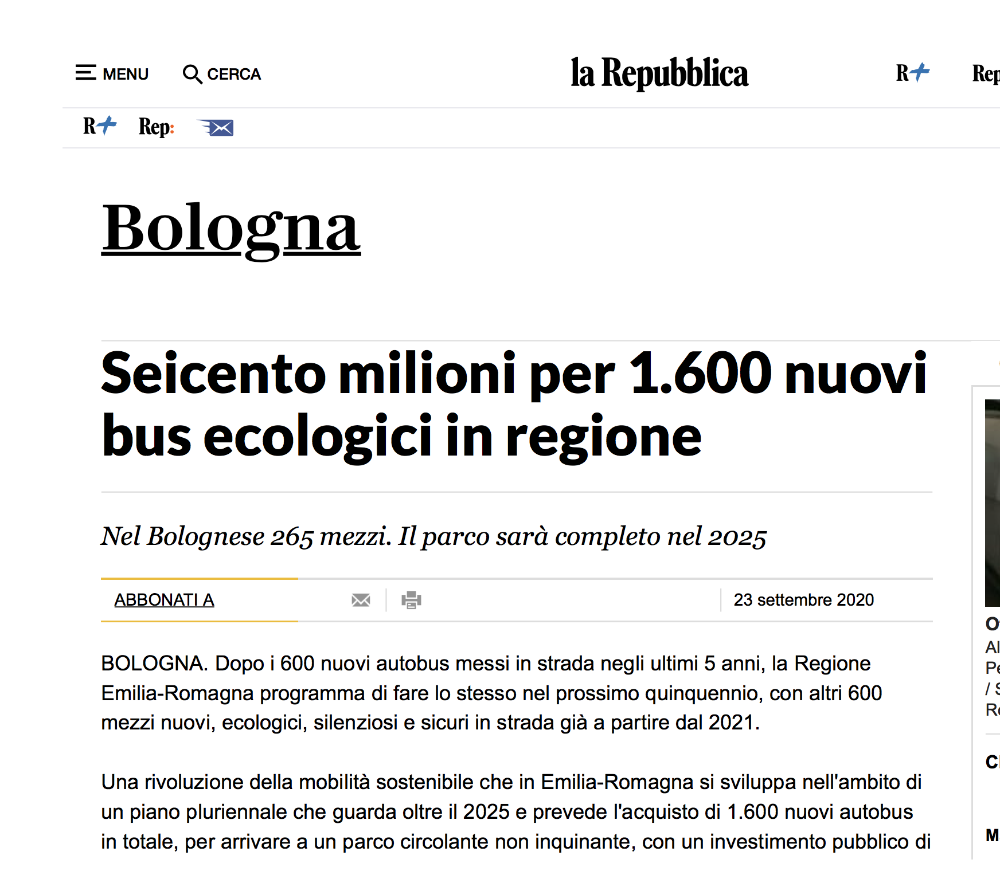 MENU CERCA la Repubblica R+ Rep
R+ Rep:
Bologna
Seicento milioni per 1.600 nuovi
bus ecologici in regione
Nel Bolognese 265 mezzi. Il parco sarà completo nel 2025
ABBONATI A 23 settembre 2020
BOLOGNA. Dopo i 600 nuovi autobus messi in strada negli ultimi 5 anni, la Regione
Emilia-Romagna programma di fare lo stesso nel prossimo quinquennio, con altri 600
mezzi nuovi, ecologici, silenziosi e sicuri in strada già a partire dal 2021.
Una rivoluzione della mobilità sostenibile che in Emilia-Romagna si sviluppa nell'ambito di
un piano pluriennale che guarda oltre il 2025 e prevede l'acquisto di 1.600 nuovi autobus
in totale, per arrivare a un parco circolante non inquinante, con un investimento pubblico di